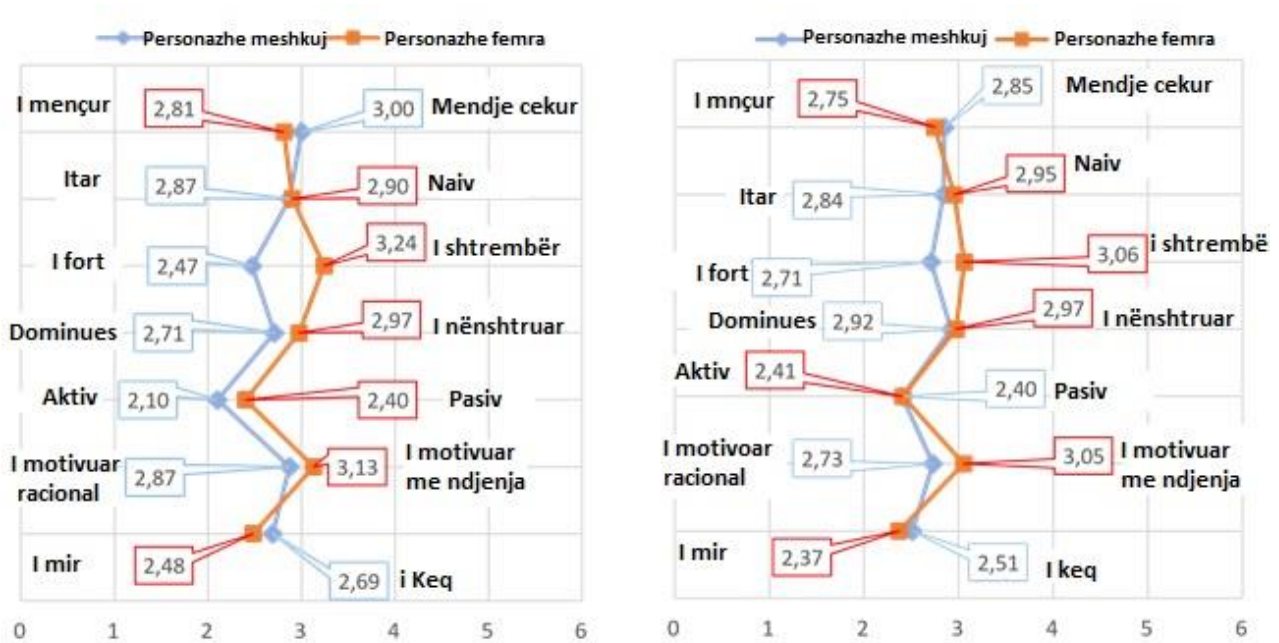 Personazhe meshkuj Personazhe femra
I mençur 2,81 3,00 Mendje cekur
Itar 2,87 2,90 Naiv
I fort 2,47 3,24 I shtrembër
Dominues 2,71 2,97 I nënshtruar
Aktiv 2,10 2,40 Pasiv
I motivuar
racional 2,87 3,13 I motivuar
me ndjenja
I mir 2,48 2,69 i Keq
0 1 2 3 4 5 6
Personazhe meshkuj Personazhe femra
I mnçur 2,75 2,85 Mendje cekur
Itar 2,84 2,95 Naiv
I fort 2,71 3,06 i shtrembë
Dominues 2,92 2,97 I nënshtruar
Aktiv 2,41 2,40 Pasiv
I motivoar
racional 2,73 3,05 I motivuar
me ndjenja
I mir 2,37 2,51 I keq
0 1 2 3 4 5 6